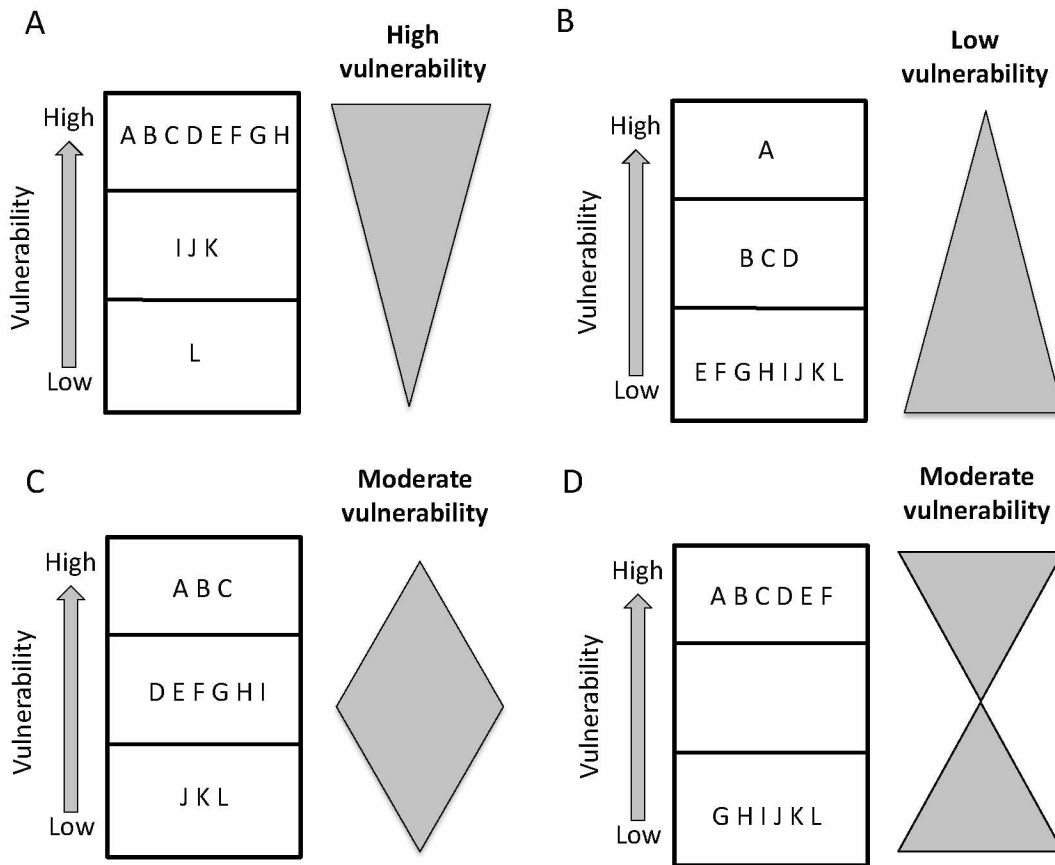 A
High
vulnerability
High
Vulnerability
Low
A B C D E F G H
I J K
L
B
Low
vulnerability
High
Vulnerability
Low
A
B C D
E F G H I J K L
C
Moderate
vulnerability
High
Vulnerability
Low
A B C
D E F G H I
J K L
D
Moderate
vulnerability
High
Vulnerability
Low
A B C D E F
G H I J K L